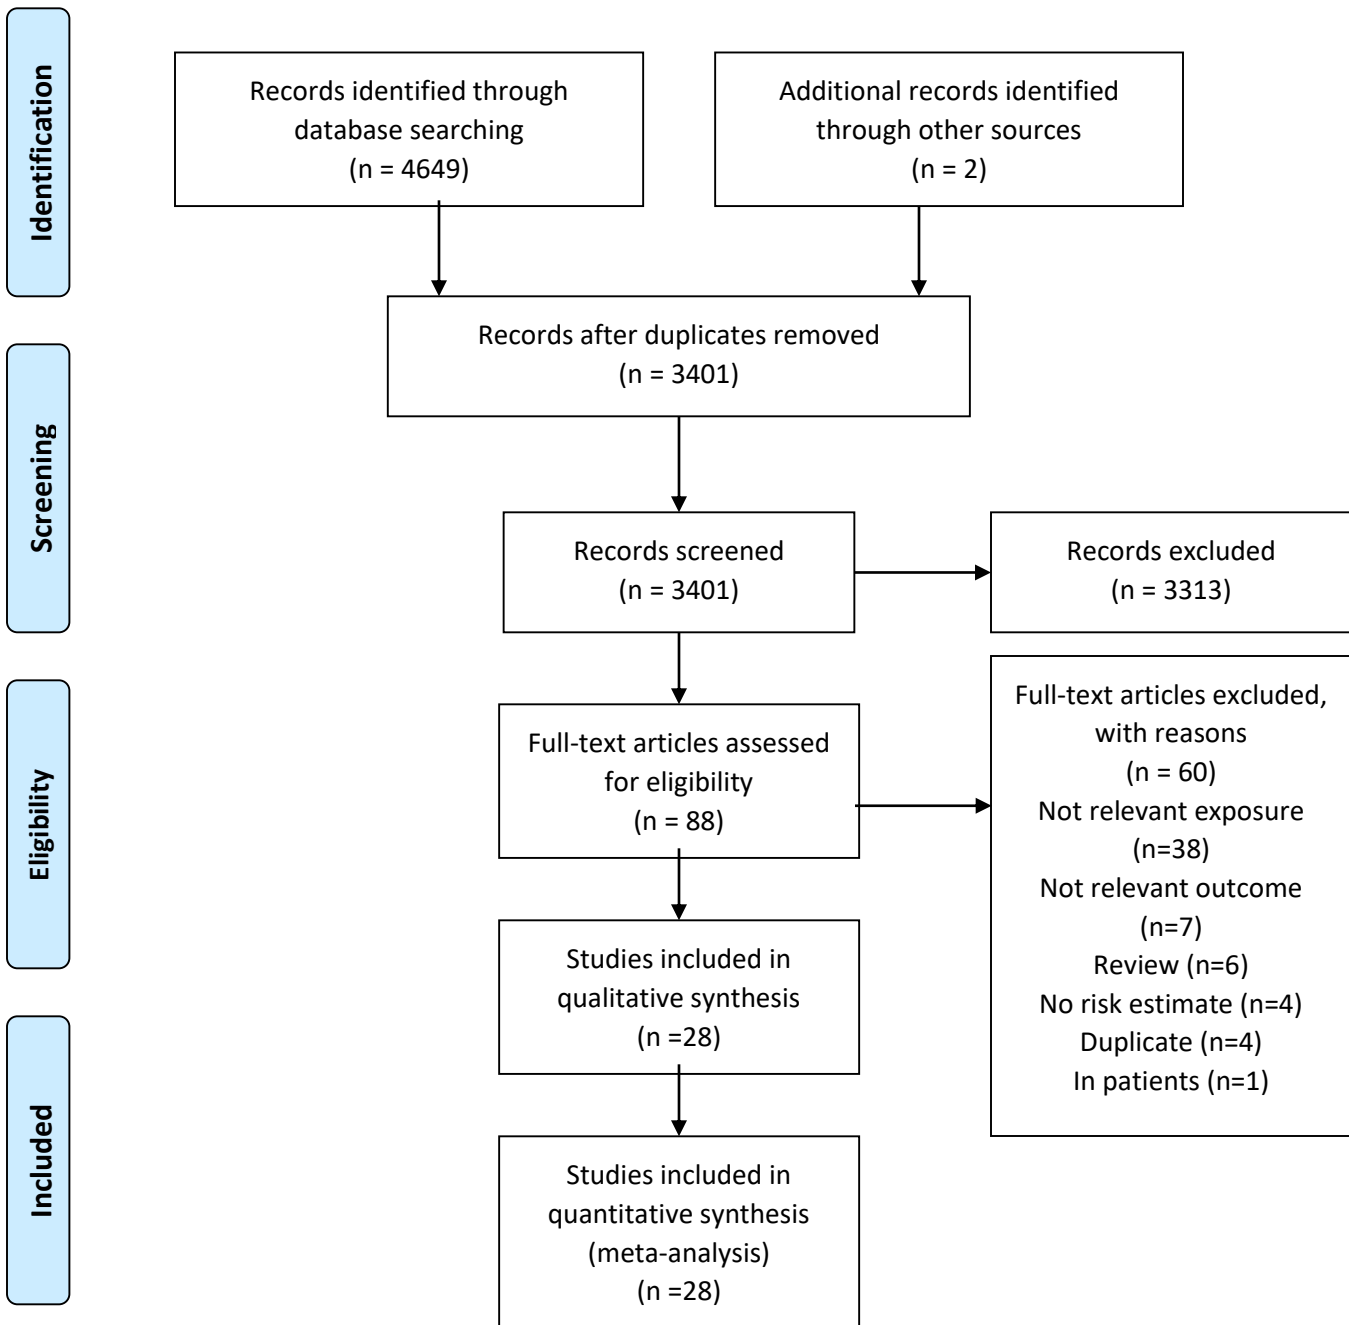 Identification
Records identified through
database searching
(n = 4649)
Additional records identified
through other sources
(n = 2)
Screening
Records after duplicates removed
(n = 3401)
Records screened
(n = 3401)
Records excluded
(n = 3313)
Eligibility
Full-text articles assessed
for eligibility
(n = 88)
Full-text articles excluded,
with reasons
(n = 60)
Not relevant exposure
(n=38)
Not relevant outcome
(n=7)
Review (n=6)
No risk estimate (n=4)
Duplicate (n=4)
In patients (n=1)
Studies included in
qualitative synthesis
(n =28)
Included
Studies included in
quantitative synthesis
(meta-analysis)
(n =28)